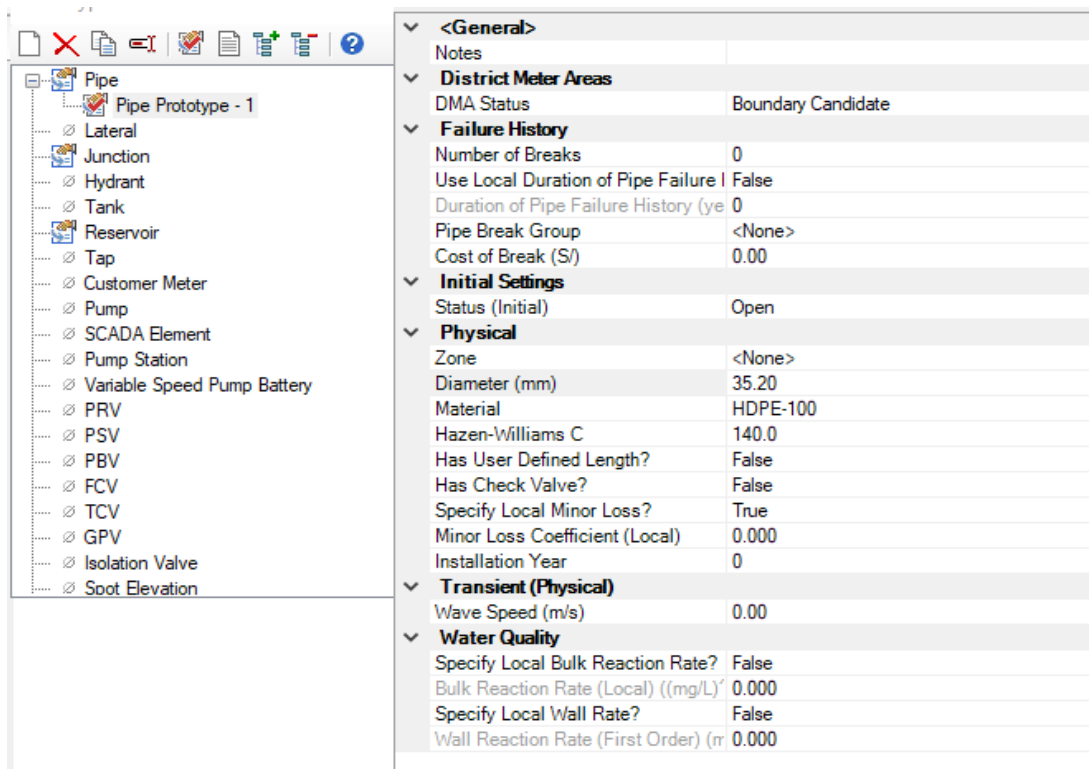 Pipe
Pipe Prototype - 1
Lateral
Junction
Hydrant
Tank
Reservoir
Tap
Customer Meter
Pump
SCADA Element
Pump Station
Variable Speed Pump Battery
PRV
PSV
PBV
FCV
TCV
GPV
Isolation Valve
Spot Elevation
<General>
Notes
District Meter Areas
DMA Status Boundary Candidate
Failure History
Number of Breaks 0
Use Local Duration of Pipe Failure False
Duration of Pipe Failure History (ye 0
Pipe Break Group <None>
Cost of Break (S/) 0.00
Initial Settings
Status (Initial) Open
Physical
Zone <None>
Diameter (mm) 35.20
Material HDPE-100
Hazen-Williams C 140.0
Has User Defined Length? False
Has Check Valve? False
Specify Local Minor Loss? True
Minor Loss Coefficient (Local) 0.000
Installation Year 0
Transient (Physical)
Wave Speed (m/s) 0.00
Water Quality
Specify Local Bulk Reaction Rate? False
Bulk Reaction Rate (Local) ((mg/L)^ 0.000
Specify Local Wall Rate? False
Wall Reaction Rate (First Order) (m 0.000